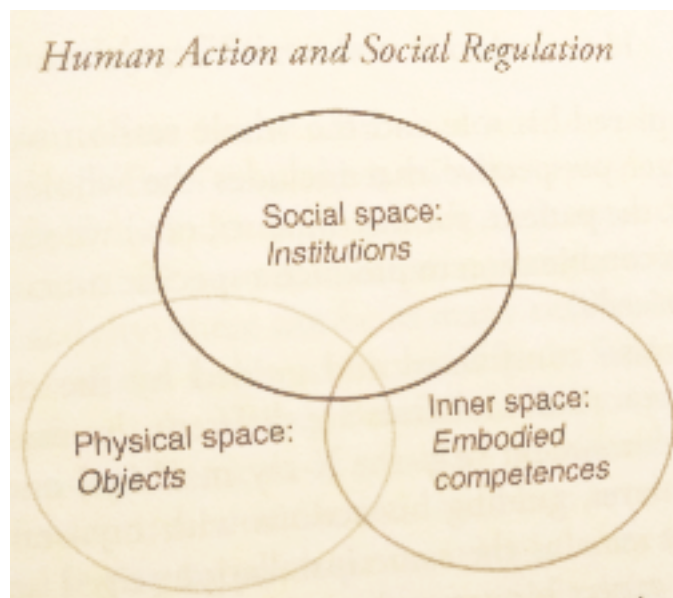 Human Action and Social Regulation
Social space:
Institutions
Physical space:
Objects
Inner space:
Embodied
competences